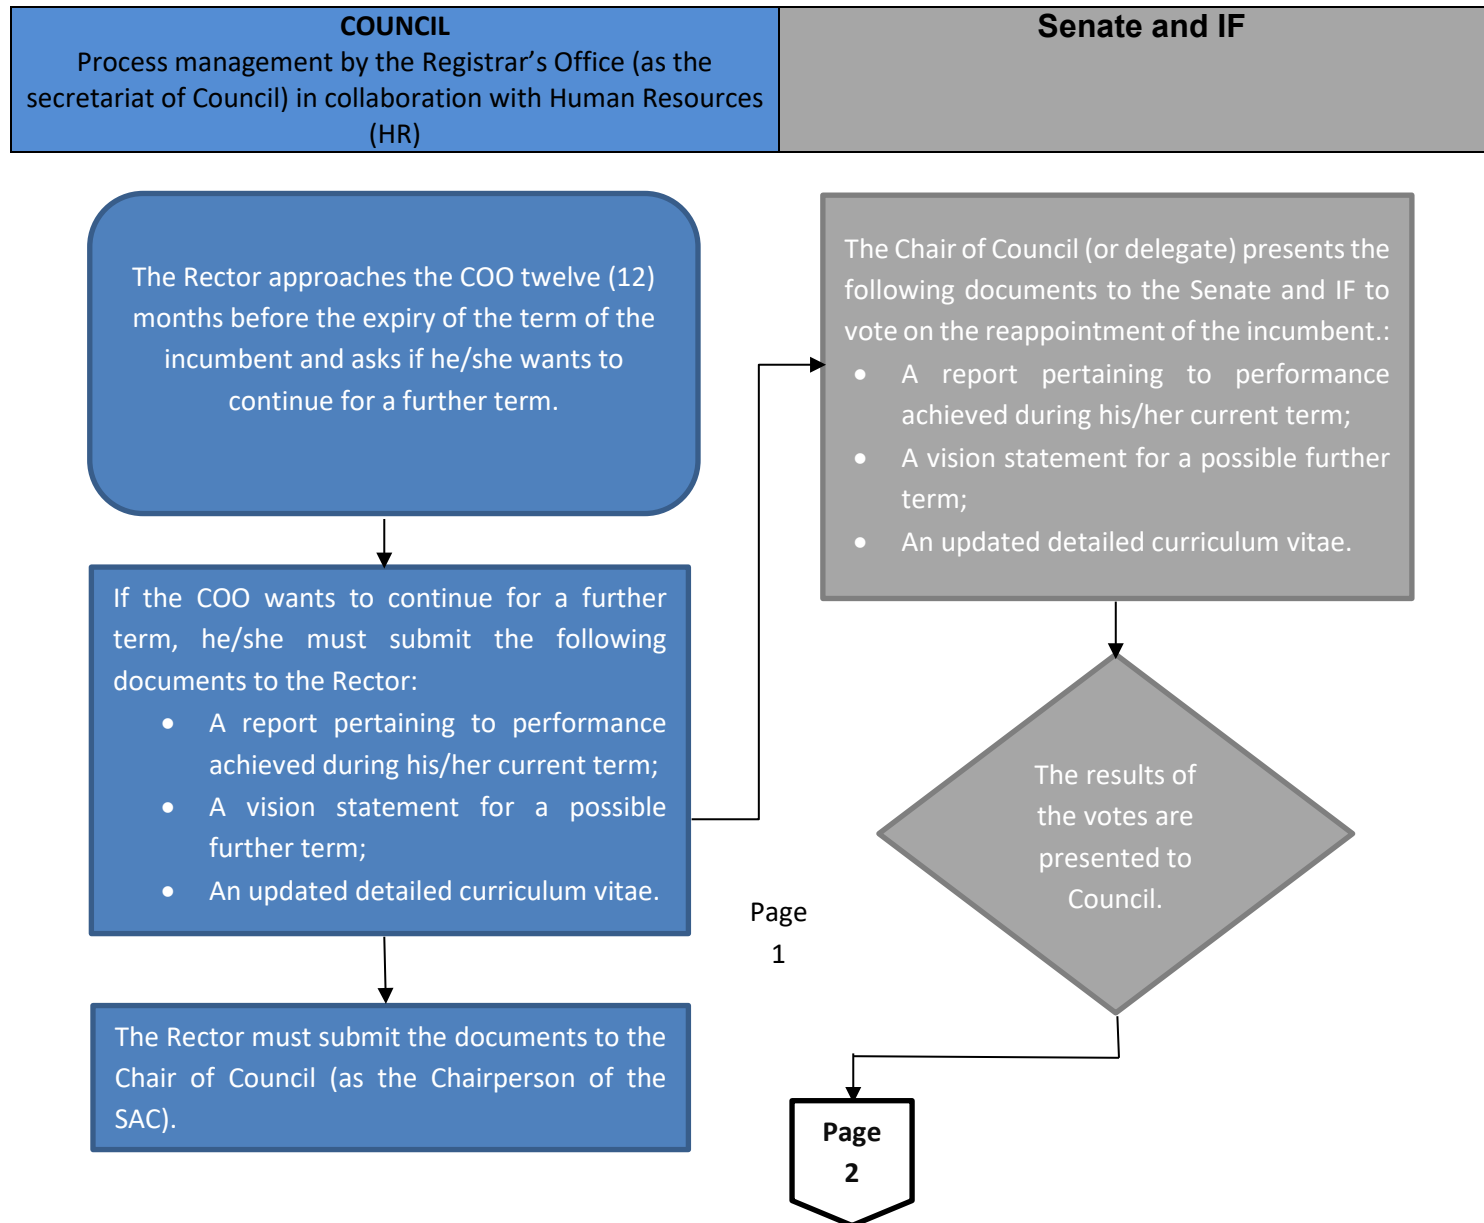 COUNCIL
Process management by the Registrar’s Office (as the
secretariat of Council) in collaboration with Human Resources
(HR)
Senate and IF
The Rector approaches the COO twelve (12)
months before the expiry of the term of the
incumbent and asks if he/she wants to
continue for a further term.
If the COO wants to continue for a further
term, he/she must submit the following
documents to the Rector:
• A report pertaining to performance
achieved during his/her current term;
• A vision statement for a possible
further term;
• An updated detailed curriculum vitae.
The Rector must submit the documents to the
Chair of Council (as the Chairperson of the
SAC).
The Chair of Council (or delegate) presents the
following documents to the Senate and IF to
vote on the reappointment of the incumbent.:
• A report pertaining to performance
achieved during his/her current term;
• A vision statement for a possible further
term;
• An updated detailed curriculum vitae.
The results of
the votes are
presented to
Council.
Page
1
Page
2